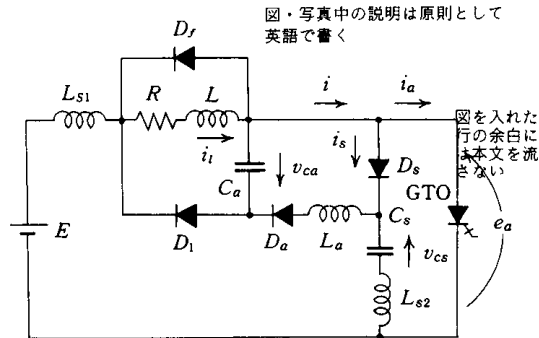 図・写真中の説明は原則として
英語で書く
D_f
L_{S1}
R
L
i
i_a
i_l
C_a
v_{ca}
i_s
D_s
図を入れた
行の余白に
は本文を流
さない
GTO
E
D_1
D_a
L_a
C_s
v_{cs}
e_a
L_{s2}